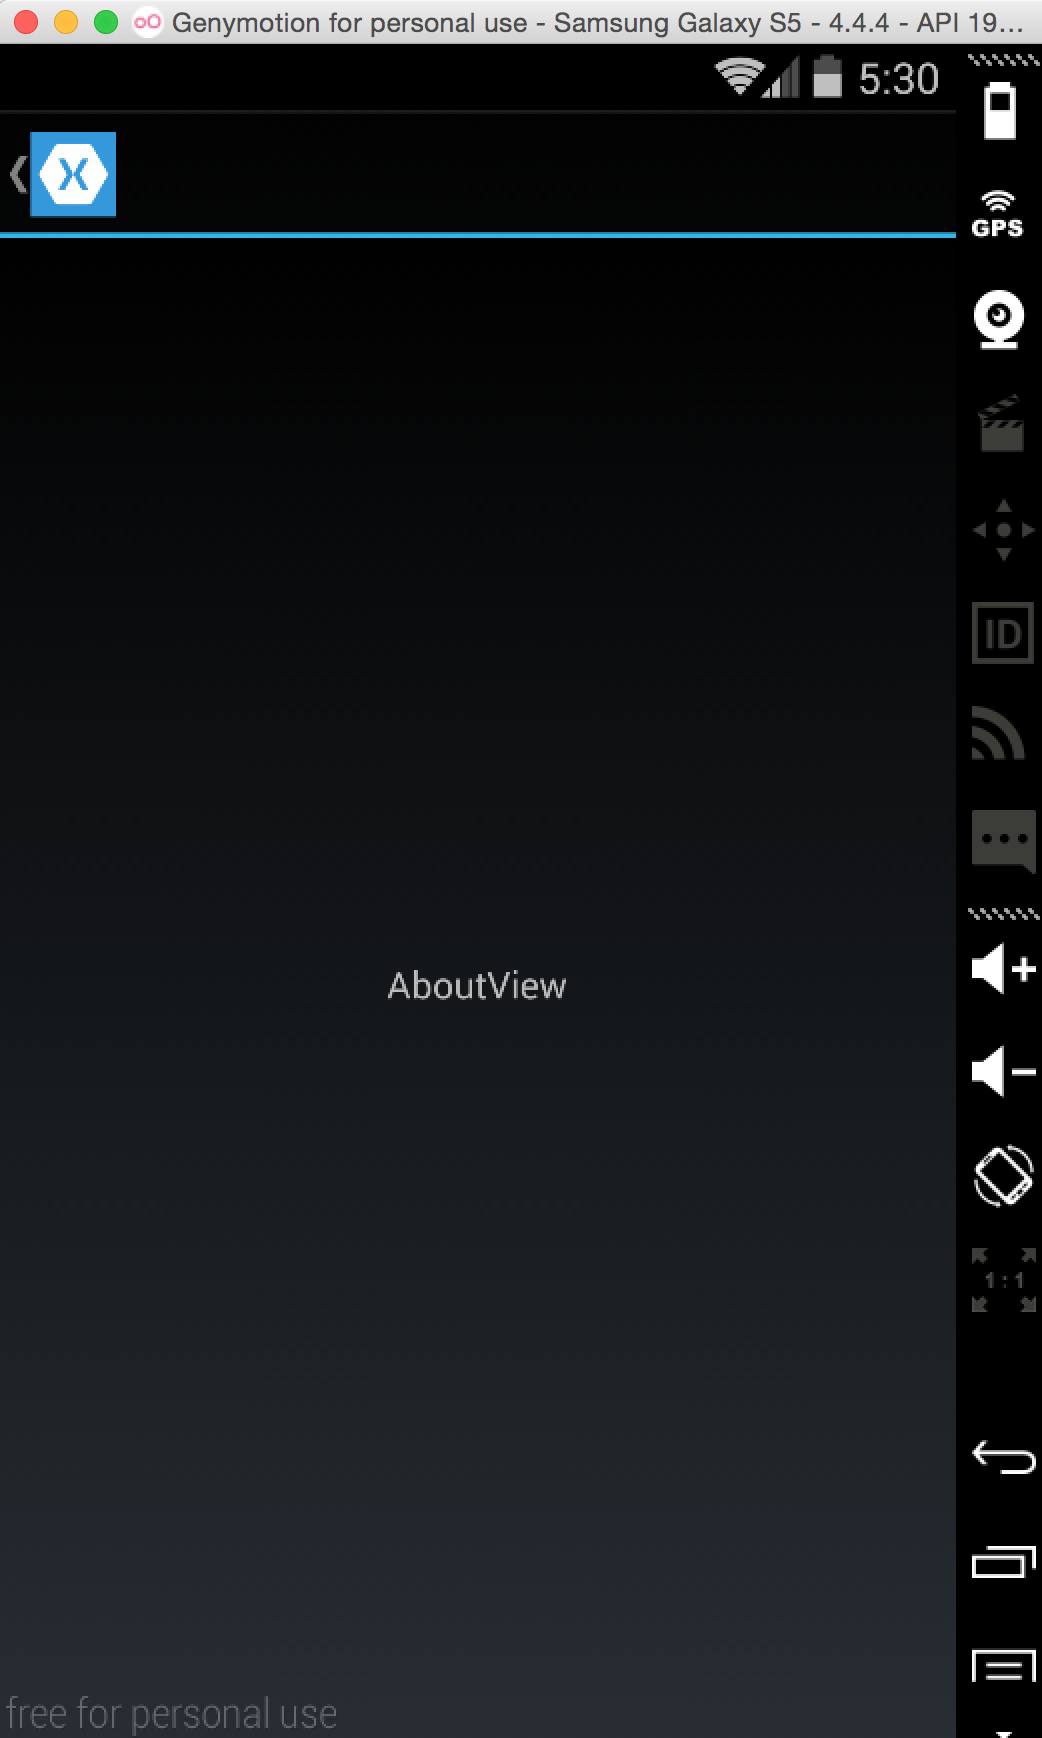 Genymotion for personal use - Samsung Galaxy S5 - 4.4.4 - API 19...
5:30
GPS
ID
AboutView
1 : 1
free for personal use